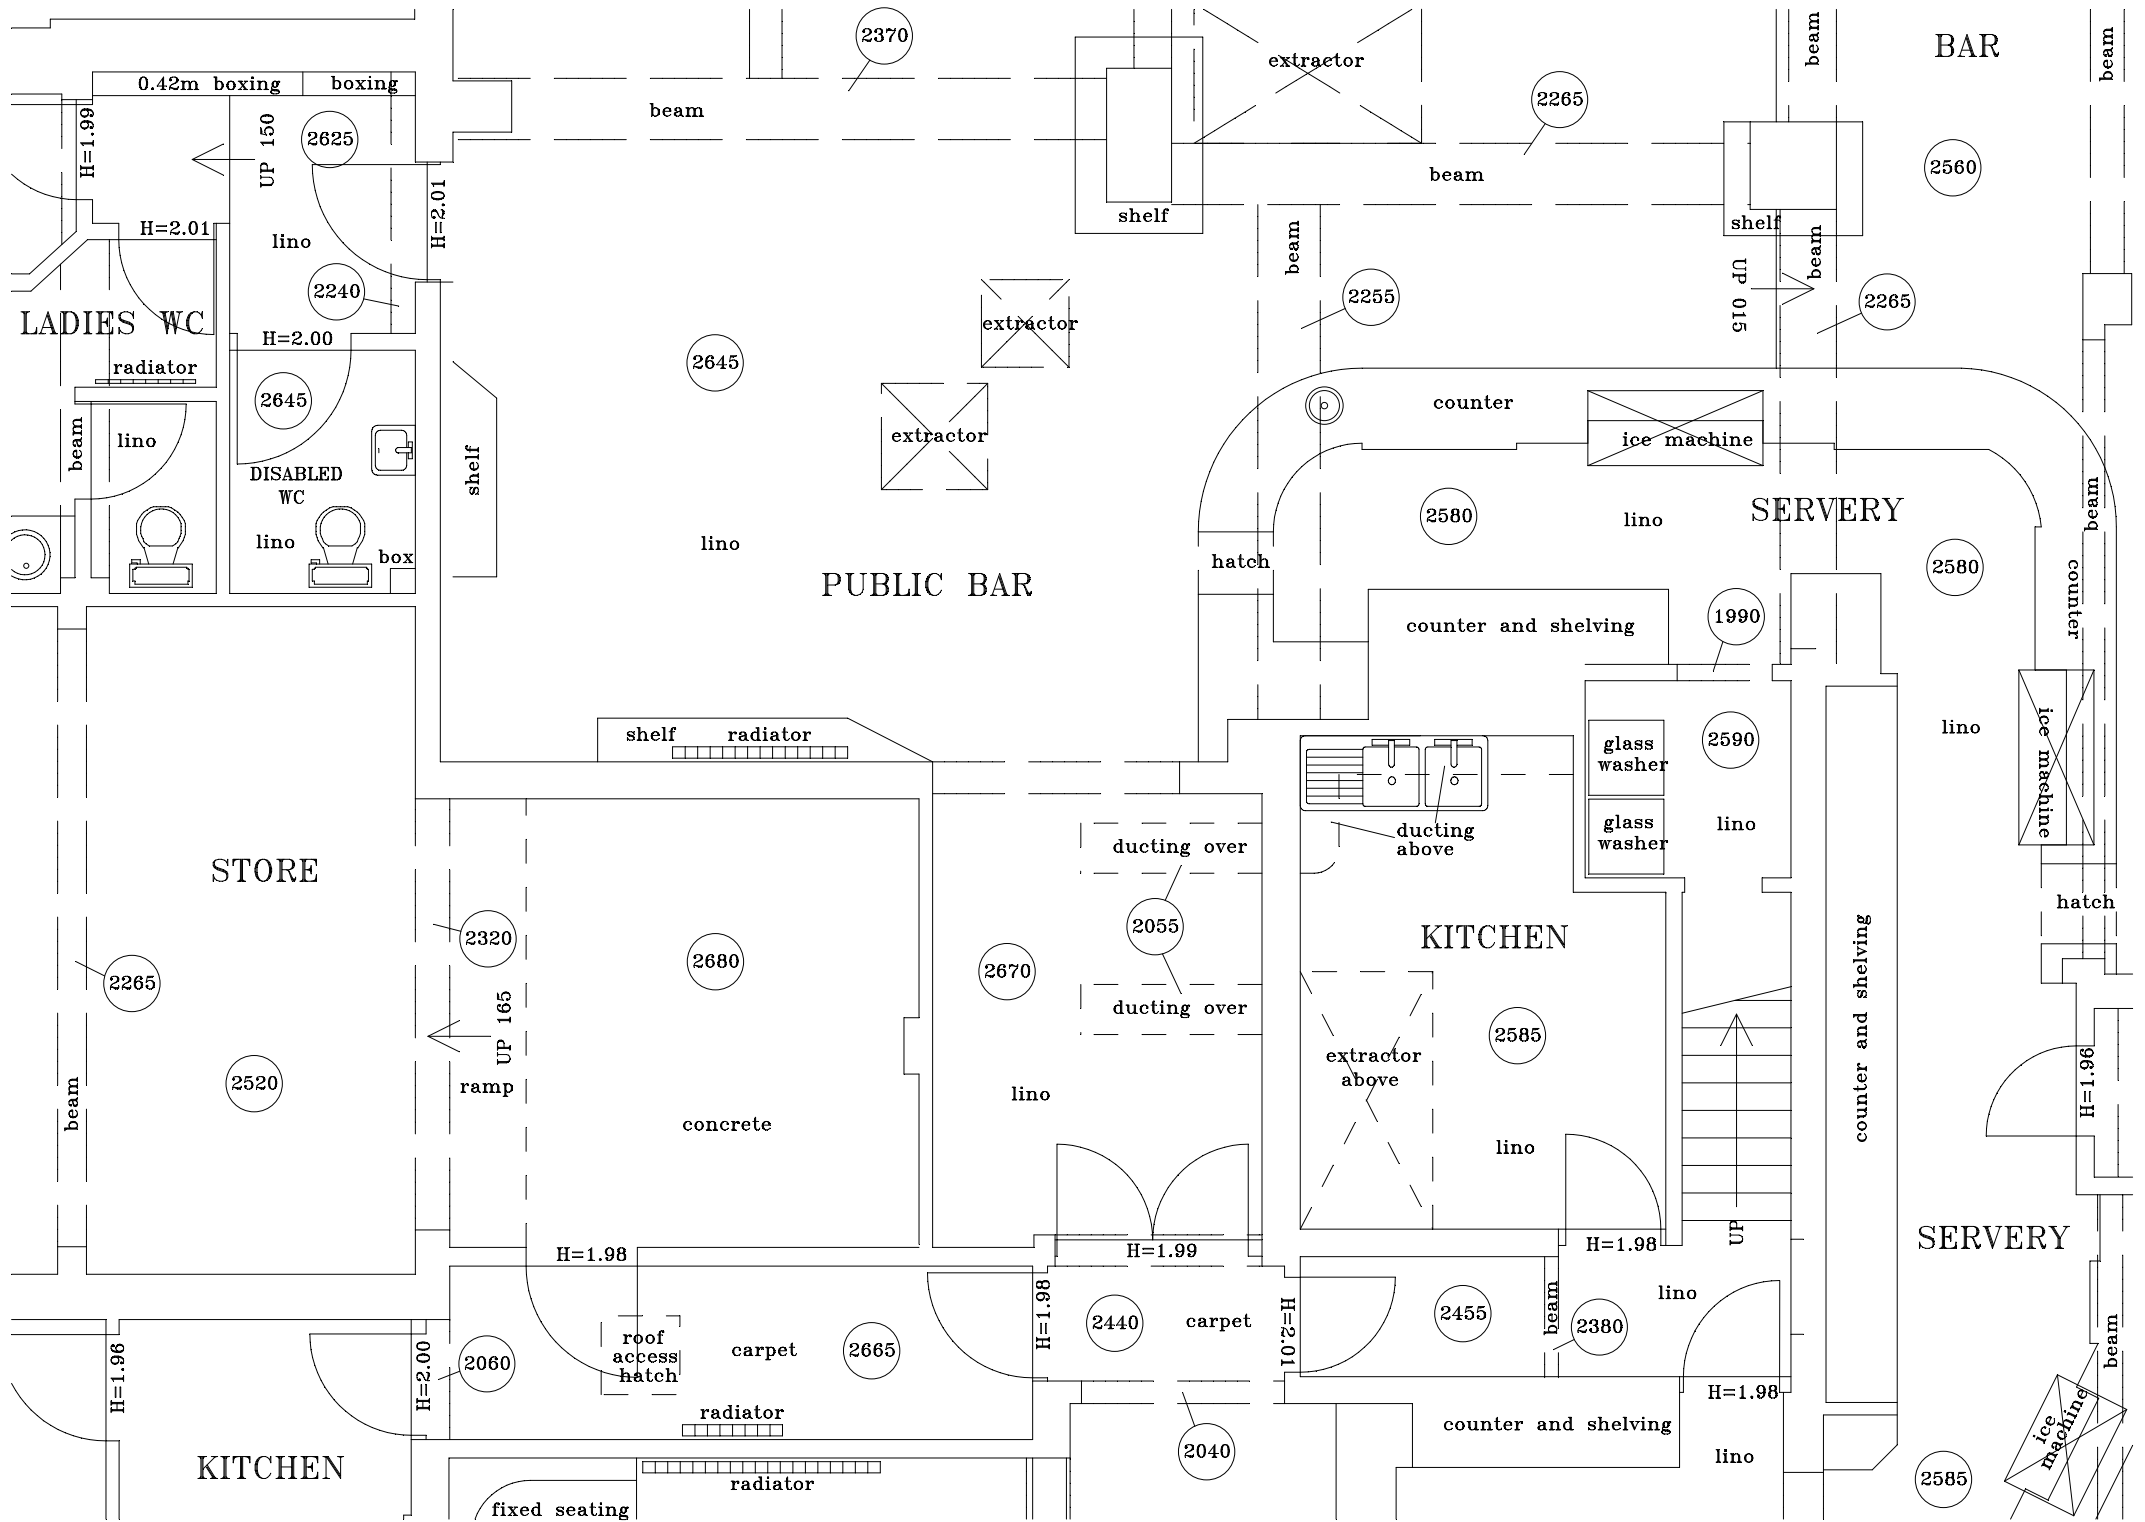 2370
BAR
beam
beam
extractor
0.42m boxing
boxing
beam
2265
H=1.99
UP 150
2625
2560
beam
H=2.01
H=2.01
shelf
shelf
lino
beam
beam
UP 015
2240
2255
2265
LADIES WC
extractor
H=2.00
radiator
2645
2645
counter
extractor
ice machine
lino
beam
shelf
DISABLED
WC
beam
SERVERY
2580
lino
lino
lino
box
hatch
2580
PUBLIC BAR
counter
counter and shelving
1990
shelf
radiator
glass
washer
2590
lino
ice machine
ducting
above
glass
washer
lino
ducting over
STORE
hatch
2320
2055
KITCHEN
2680
2670
2265
counter and shelving
UP 165
ducting over
2585
extractor
above
2520
ramp
lino
beam
H=1.96
concrete
lino
UP
SERVERY
H=1.98
H=1.99
H=1.98
lino
H=1.98
2440
carpet
H=2.01
2455
beam
2380
beam
roof
access
hatch
carpet
2665
2060
H=1.96
H=2.00
H=1.98
radiator
counter and shelving
ice
machine
2040
lino
KITCHEN
radiator
2585
fixed seating